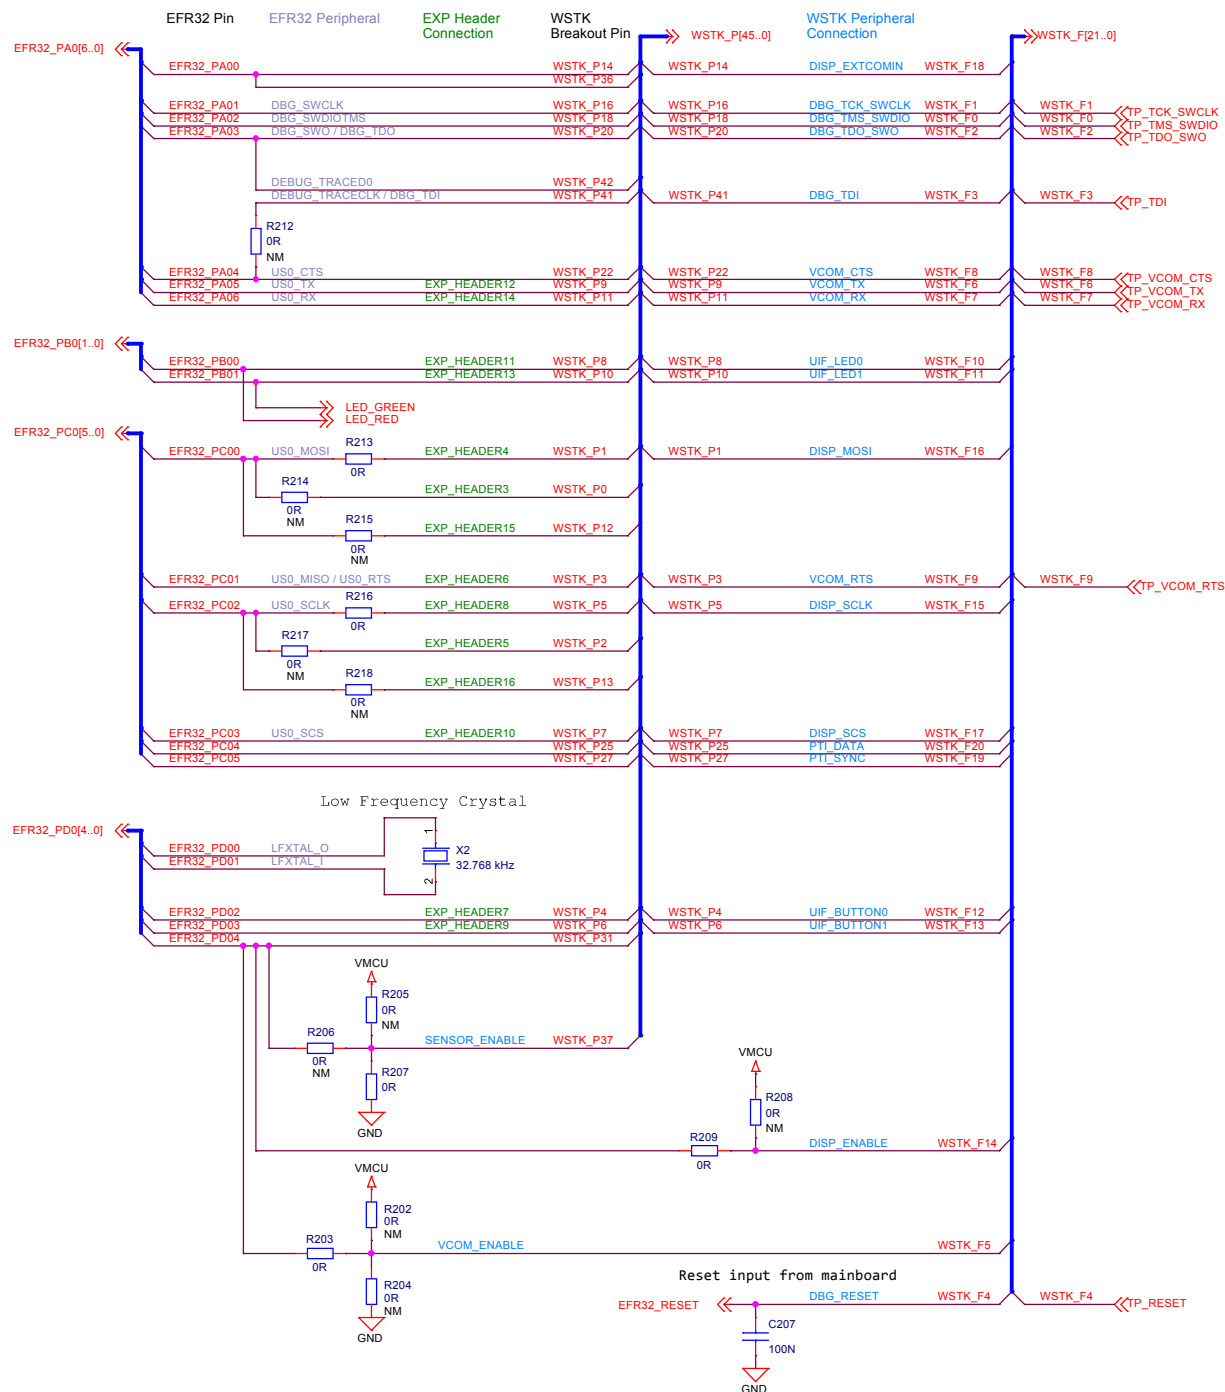 EFR32 Pin EFR32 Peripheral EXP Header Connection WSTK Breakout Pin WSTK Peripheral Connection
EFR32_PA0[6..0] WSTK_P[45..0] WSTK_F[21..0]
EFR32_PA00 WSTK_P14 WSTK_P14 DISP_EXTCOMIN WSTK_F18
WSTK_P36
EFR32_PA01 DBG_SWCLK WSTK_P16 WSTK_P16 DBG_TCK_SWCLK WSTK_F1 WSTK_F1 TP_TCK_SWCLK
EFR32_PA02 DBG_SWDIOTMS WSTK_P18 WSTK_P18 DBG_TMS_SWDIO WSTK_F0 WSTK_F0 TP_TMS_SWDIO
EFR32_PA03 DBG_SWO / DBG_TDO WSTK_P20 WSTK_P20 DBG_TDO_SWO WSTK_F2 WSTK_F2 TP_TDO_SWO
DEBUG_TRACED0 WSTK_P42
DEBUG_TRACECLK / DBG_TDI WSTK_P41 WSTK_P41 DBG_TDI WSTK_F3 WSTK_F3 TP_TDI
R212
0R
NM
EFR32_PA04 US0_CTS WSTK_P22 WSTK_P22 VCOM_CTS WSTK_F8 WSTK_F8 TP_VCOM_CTS
EFR32_PA05 US0_TX EXP_HEADER12 WSTK_P9 WSTK_P9 VCOM_TX WSTK_F6 WSTK_F6 TP_VCOM_TX
EFR32_PA06 US0_RX EXP_HEADER14 WSTK_P11 WSTK_P11 VCOM_RX WSTK_F7 WSTK_F7 TP_VCOM_RX
EFR32_PB0[1..0]
EFR32_PB00 EXP_HEADER11 WSTK_P8 WSTK_P8 UIF_LED0 WSTK_F10
EFR32_PB01 EXP_HEADER13 WSTK_P10 WSTK_P10 UIF_LED1 WSTK_F11
LED_GREEN
LED_RED
EFR32_PC0[5..0]
R213
EFR32_PC00 US0_MOSI EXP_HEADER4 WSTK_P1 WSTK_P1 DISP_MOSI WSTK_F16
0R
R214
EXP_HEADER3 WSTK_P0
0R
NM
R215
EXP_HEADER15 WSTK_P12
0R
NM
EFR32_PC01 US0_MISO / US0_RTS EXP_HEADER6 WSTK_P3 WSTK_P3 VCOM_RTS WSTK_F9 WSTK_F9 TP_VCOM_RTS
R216
EFR32_PC02 US0_SCLK EXP_HEADER8 WSTK_P5 WSTK_P5 DISP_SCLK WSTK_F15
0R
R217
EXP_HEADER5 WSTK_P2
0R
NM
R218
EXP_HEADER16 WSTK_P13
0R
NM
EFR32_PC03 US0_SCS EXP_HEADER10 WSTK_P7 WSTK_P7 DISP_SCS WSTK_F17
EFR32_PC04 WSTK_P25 WSTK_P25 PTI_DATA WSTK_F20
EFR32_PC05 WSTK_P27 WSTK_P27 PTI_SYNC WSTK_F19
Low Frequency Crystal
EFR32_PD0[4..0]
1
EFR32_PD00 LFXTAL_O X2
EFR32_PD01 LFXTAL_I 32.768 kHz
2
EFR32_PD02 EXP_HEADER7 WSTK_P4 WSTK_P4 UIF_BUTTON0 WSTK_F12
EFR32_PD03 EXP_HEADER9 WSTK_P6 WSTK_P6 UIF_BUTTON1 WSTK_F13
EFR32_PD04 WSTK_P31
VMCU
R205
0R
NM
R206
SENSOR_ENABLE WSTK_P37
0R
NM
R207
0R
GND
VMCU
R208
0R
NM
R209
DISP_ENABLE WSTK_F14
0R
VMCU
R202
0R
NM
R203
VCOM_ENABLE WSTK_F5
0R
R204
0R
NM
GND
Reset input from mainboard
EFR32_RESET DBG_RESET WSTK_F4 WSTK_F4 TP_RESET
C207
100N
GND